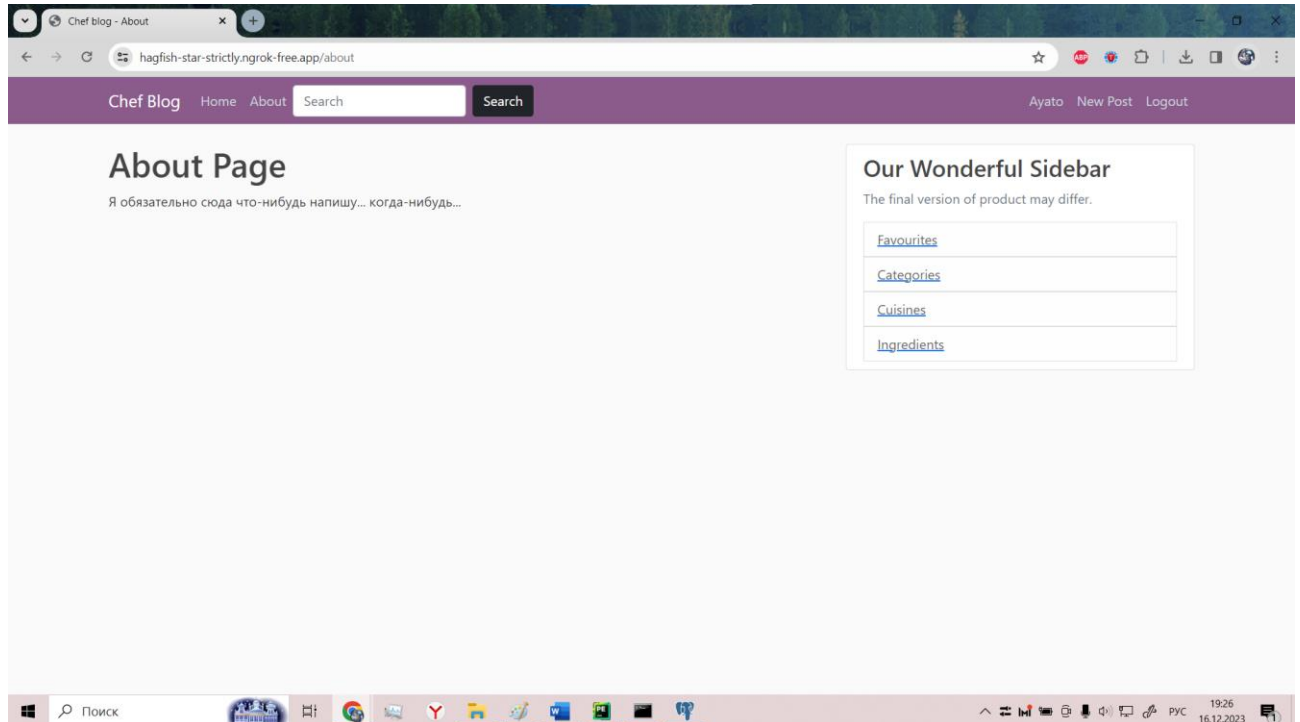 Chef blog - About
hagfish-star-strictly.ngrok-free.app/about
ABP
Chef Blog Home About Search Search Ayato New Post Logout
About Page
Я обязательно сюда что-нибудь напишу... когда-нибудь...
Our Wonderful Sidebar
The final version of product may differ.
Favourites
Categories
Cuisines
Ingredients
Поиск
РУС
19:26
16.12.2023